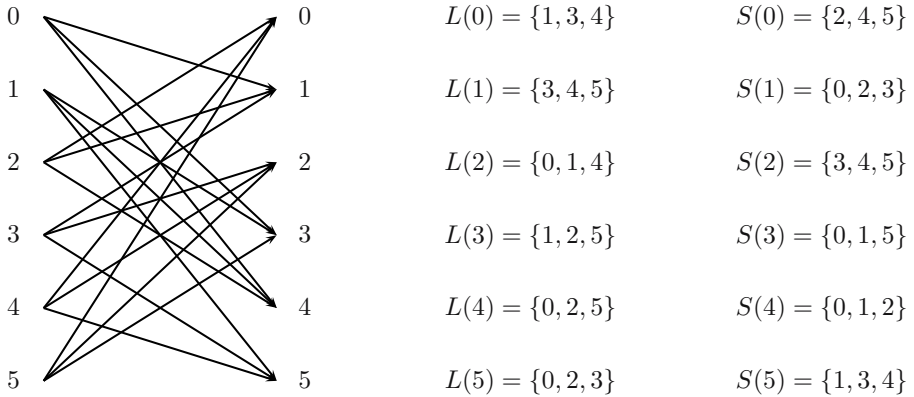 0 0 L(0) = {1, 3, 4} S(0) = {2, 4, 5}
1 1 L(1) = {3, 4, 5} S(1) = {0, 2, 3}
2 2 L(2) = {0, 1, 4} S(2) = {3, 4, 5}
3 3 L(3) = {1, 2, 5} S(3) = {0, 1, 5}
4 4 L(4) = {0, 2, 5} S(4) = {0, 1, 2}
5 5 L(5) = {0, 2, 3} S(5) = {1, 3, 4}